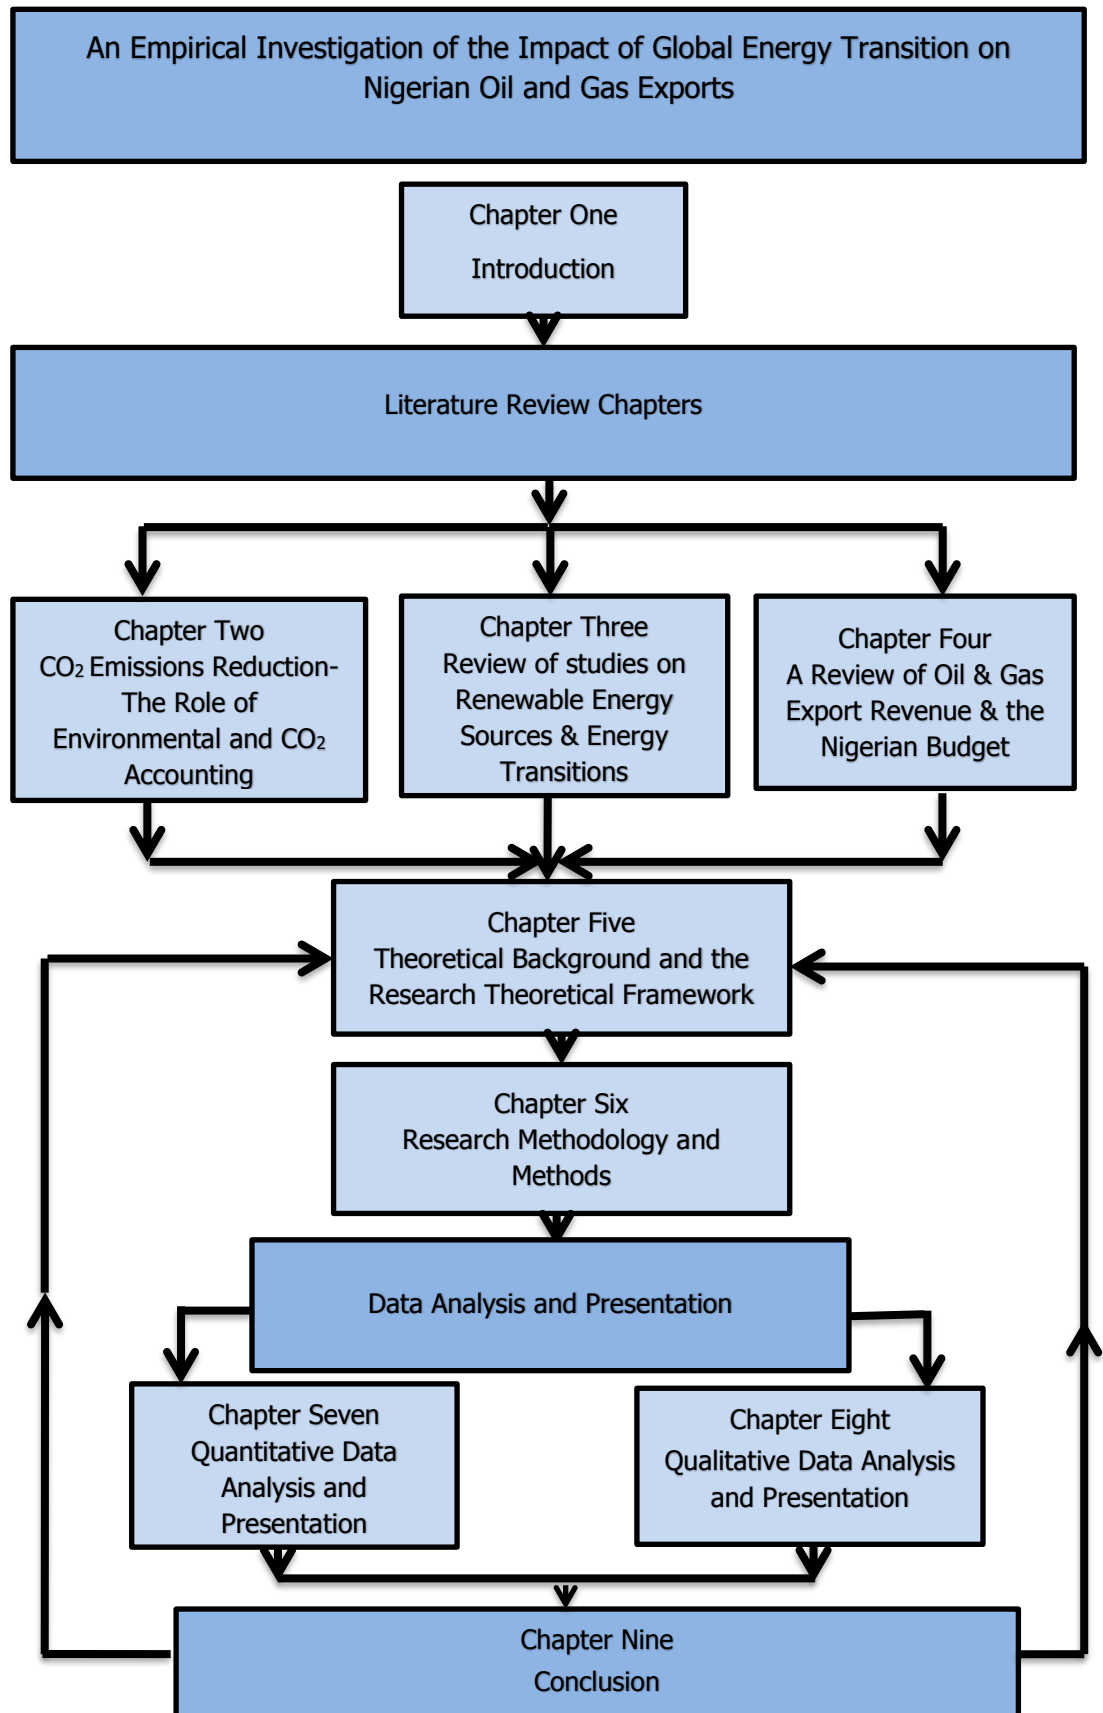 An Empirical Investigation of the Impact of Global Energy Transition on
Nigerian Oil and Gas Exports
Chapter One
Introduction
Literature Review Chapters
Chapter Two
CO2 Emissions Reduction-
The Role of
Environmental and CO2
Accounting
Chapter Three
Review of studies on
Renewable Energy
Sources & Energy
Transitions
Chapter Four
A Review of Oil & Gas
Export Revenue & the
Nigerian Budget
Chapter Five
Theoretical Background and the
Research Theoretical Framework
Chapter Six
Research Methodology and
Methods
Data Analysis and Presentation
Chapter Seven
Quantitative Data
Analysis and
Presentation
Chapter Eight
Qualitative Data Analysis
and Presentation
Chapter Nine
Conclusion